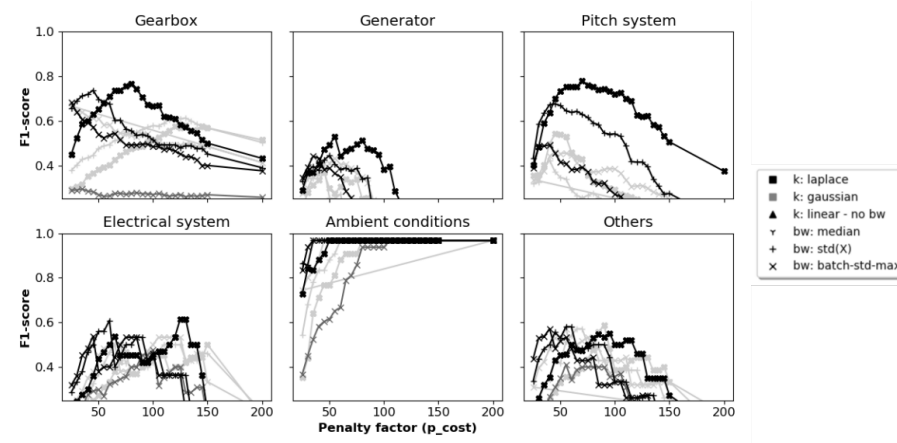 Gearbox Generator Pitch system
1.0
0.8
0.6
0.4
F1-score
k: laplace
k: gaussian
k: linear - no bw
bw: median
bw: std(X)
bw: batch-std-max
Electrical system Ambient conditions Others
1.0
0.8
0.6
0.4
F1-score
50 100 150 200 50 100 150 200 50 100 150 200
Penalty factor (p_cost)